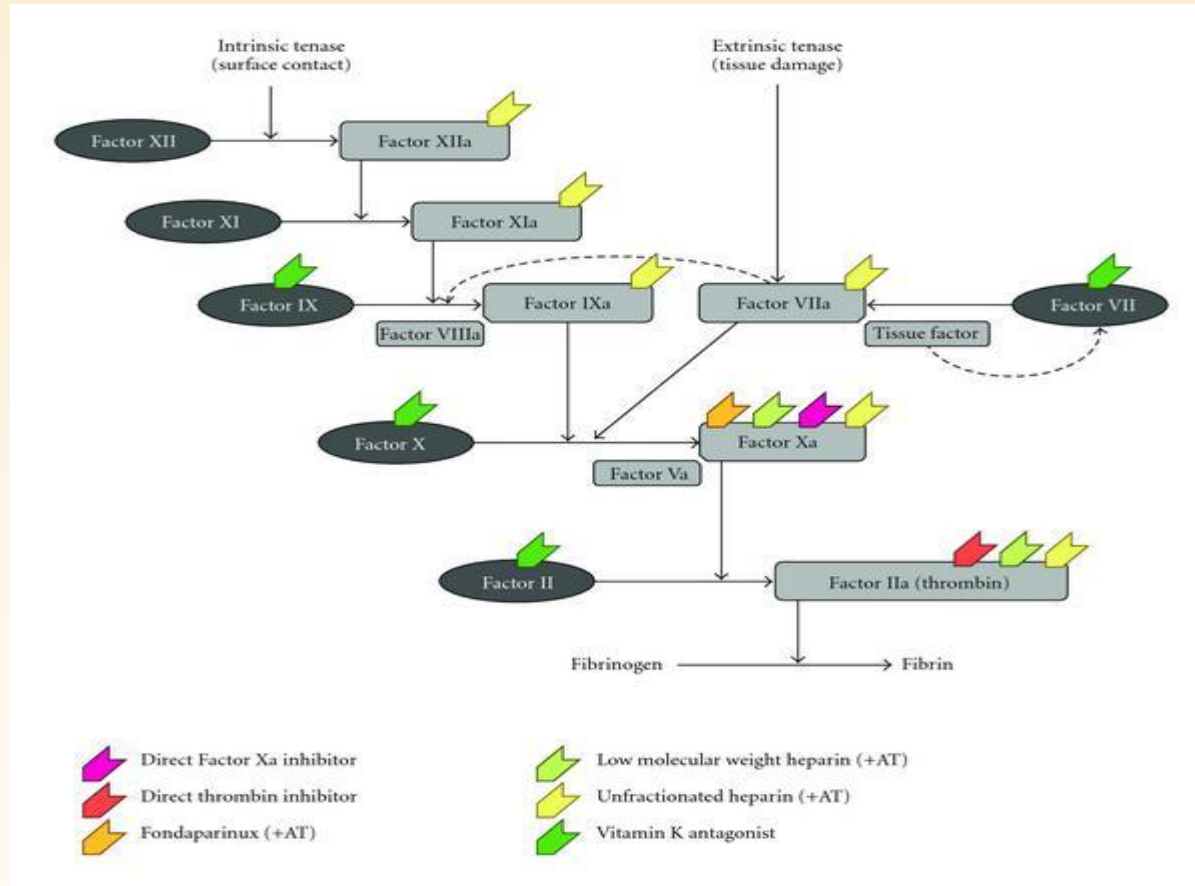 Intrinsic tenase
(surface contact)
Extrinsic tenase
(tissue damage)
Factor XII
Factor XIIa
Factor XI
Factor XIa
Factor IX
Factor IXa
Factor VIIa
Factor VII
Factor VIIIa
Tissue factor
Factor X
Factor Xa
Factor Va
Factor II
Factor IIa (thrombin)
Fibrinogen
Fibrin
Direct Factor Xa inhibitor
Direct thrombin inhibitor
Fondaparinux (+AT)
Low molecular weight heparin (+AT)
Unfractionated heparin (+AT)
Vitamin K antagonist